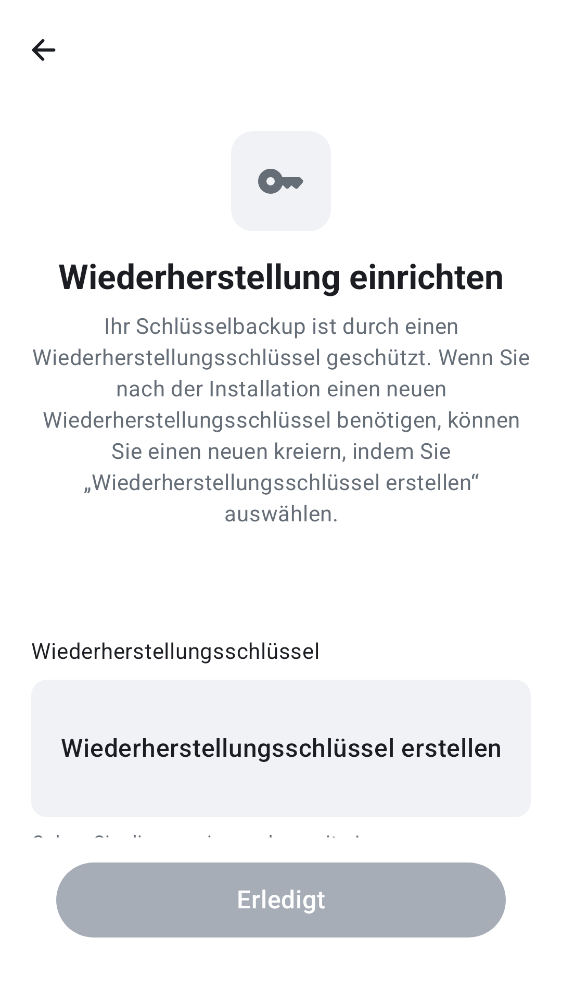 Wiederherstellung einrichten
Ihr Schlüsselbackup ist durch einen
Wiederherstellungsschlüssel geschützt. Wenn Sie
nach der Installation einen neuen
Wiederherstellungsschlüssel benötigen, können
Sie einen neuen kreiern, indem Sie
„Wiederherstellungsschlüssel erstellen“
auswählen.
Wiederherstellungsschlüssel
Wiederherstellungsschlüssel erstellen
Erledigt